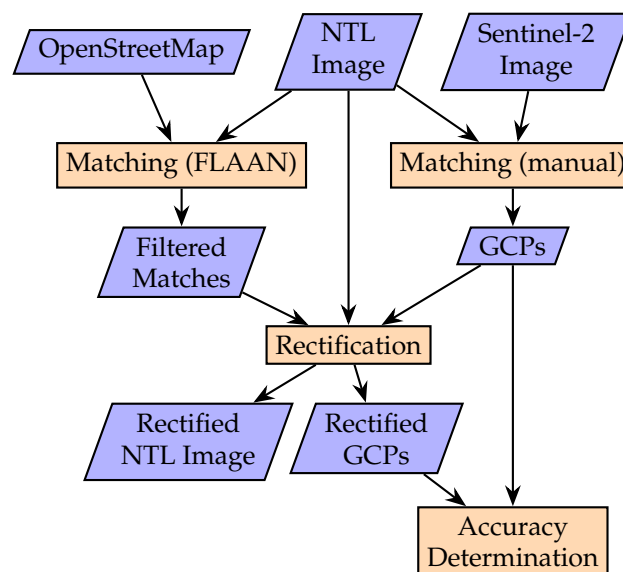 OpenStreetMap
NTL
Image
Sentinel-2
Image
Matching (FLAAN)
Matching (manual)
Filtered
Matches
GCPs
Rectification
Rectified
NTL Image
Rectified
GCPs
Accuracy
Determination